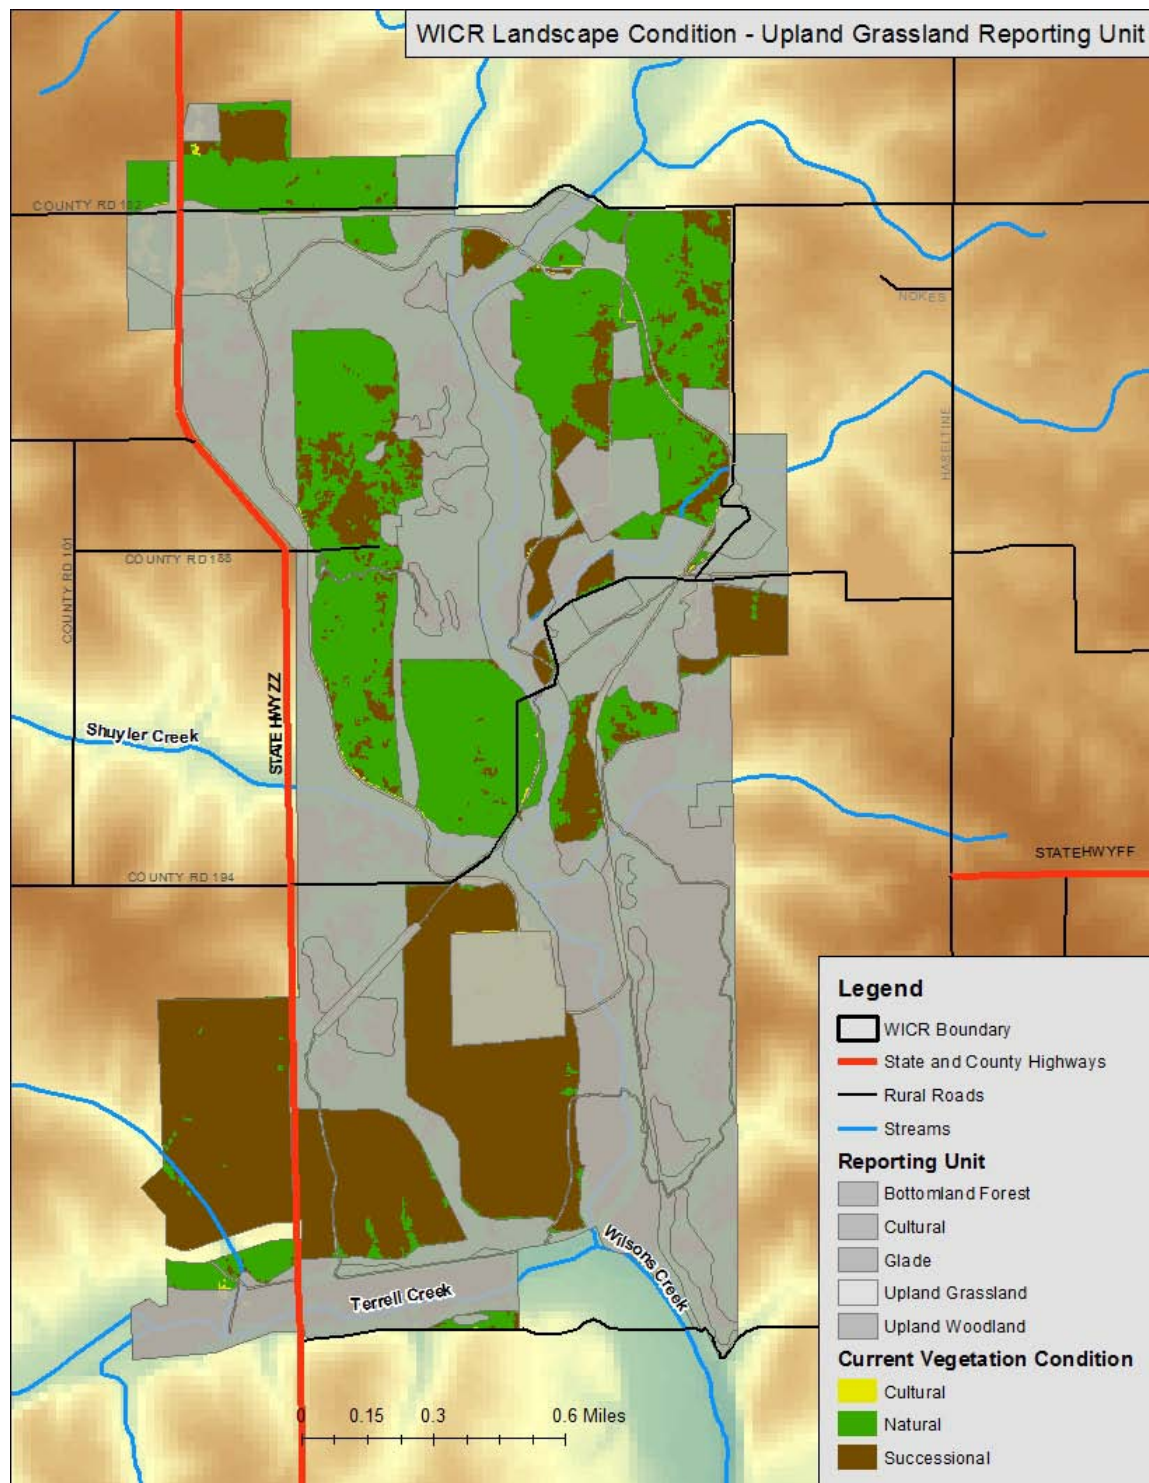 WICR Landscape Condition - Upland Grassland Reporting Unit
COUNTY RD 182
NOKES
HASELTINE
COUNTY RD 101
COUNTY RD 188
STATE HWY ZZ
Shuyler Creek
STATE HWY FF
COUNTY RD 194
Wilsons Creek
Terrell Creek
0 0.15 0.3 0.6 Miles
Legend
WICR Boundary
State and County Highways
Rural Roads
Streams
Reporting Unit
Bottomland Forest
Cultural
Glade
Upland Grassland
Upland Woodland
Current Vegetation Condition
Cultural
Natural
Successional